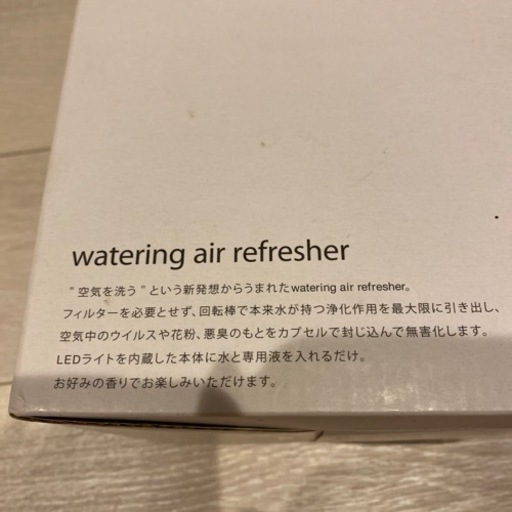 watering air refresher
" 空気を洗う " という新発想からうまれたwatering air refresher。
フィルターを必要とせず、回転棒で本来水が持つ浄化作用を最大限に引き出し、
空気中のウイルスや花粉、悪臭のもとをカプセルで封じ込んで無害化します。
LEDライトを内蔵した本体に水と専用液を入れるだけ。
お好みの香りでお楽しみいただけます。